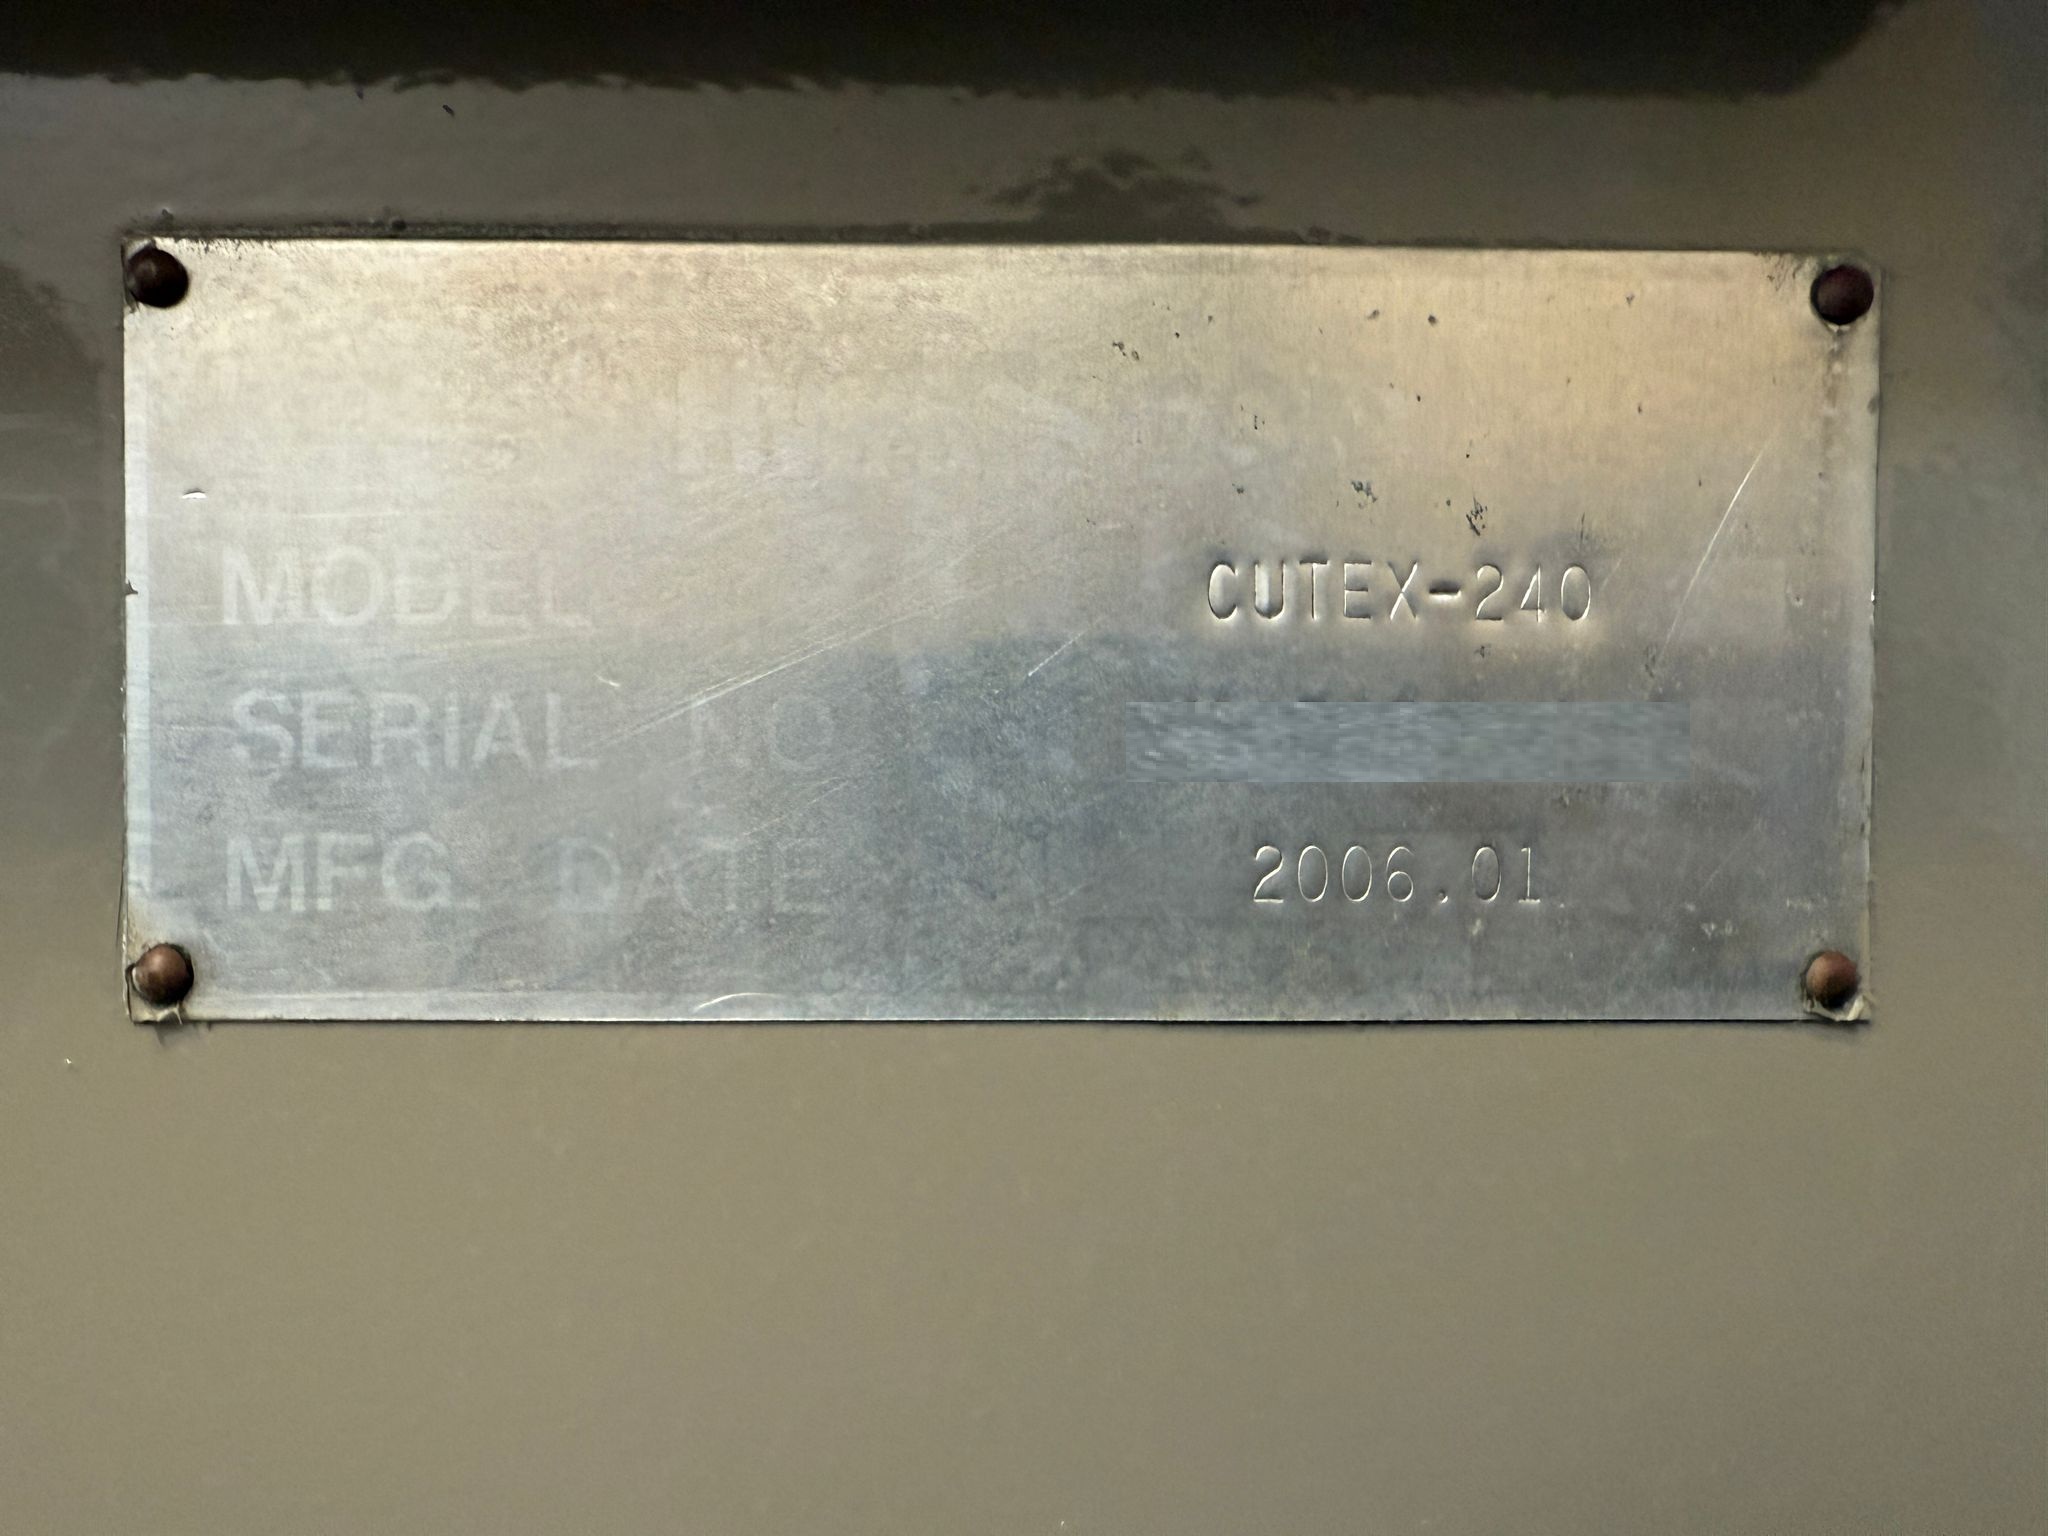 MODEL CUTEX-240
SERIAL NO
MFG. DATE 2006.01